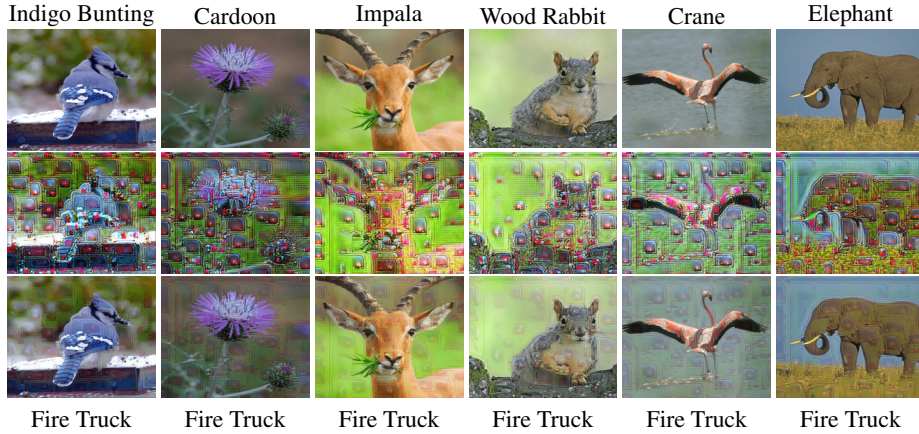 Indigo Bunting Cardoon Impala Wood Rabbit Crane Elephant
Fire Truck Fire Truck Fire Truck Fire Truck Fire Truck Fire Truck